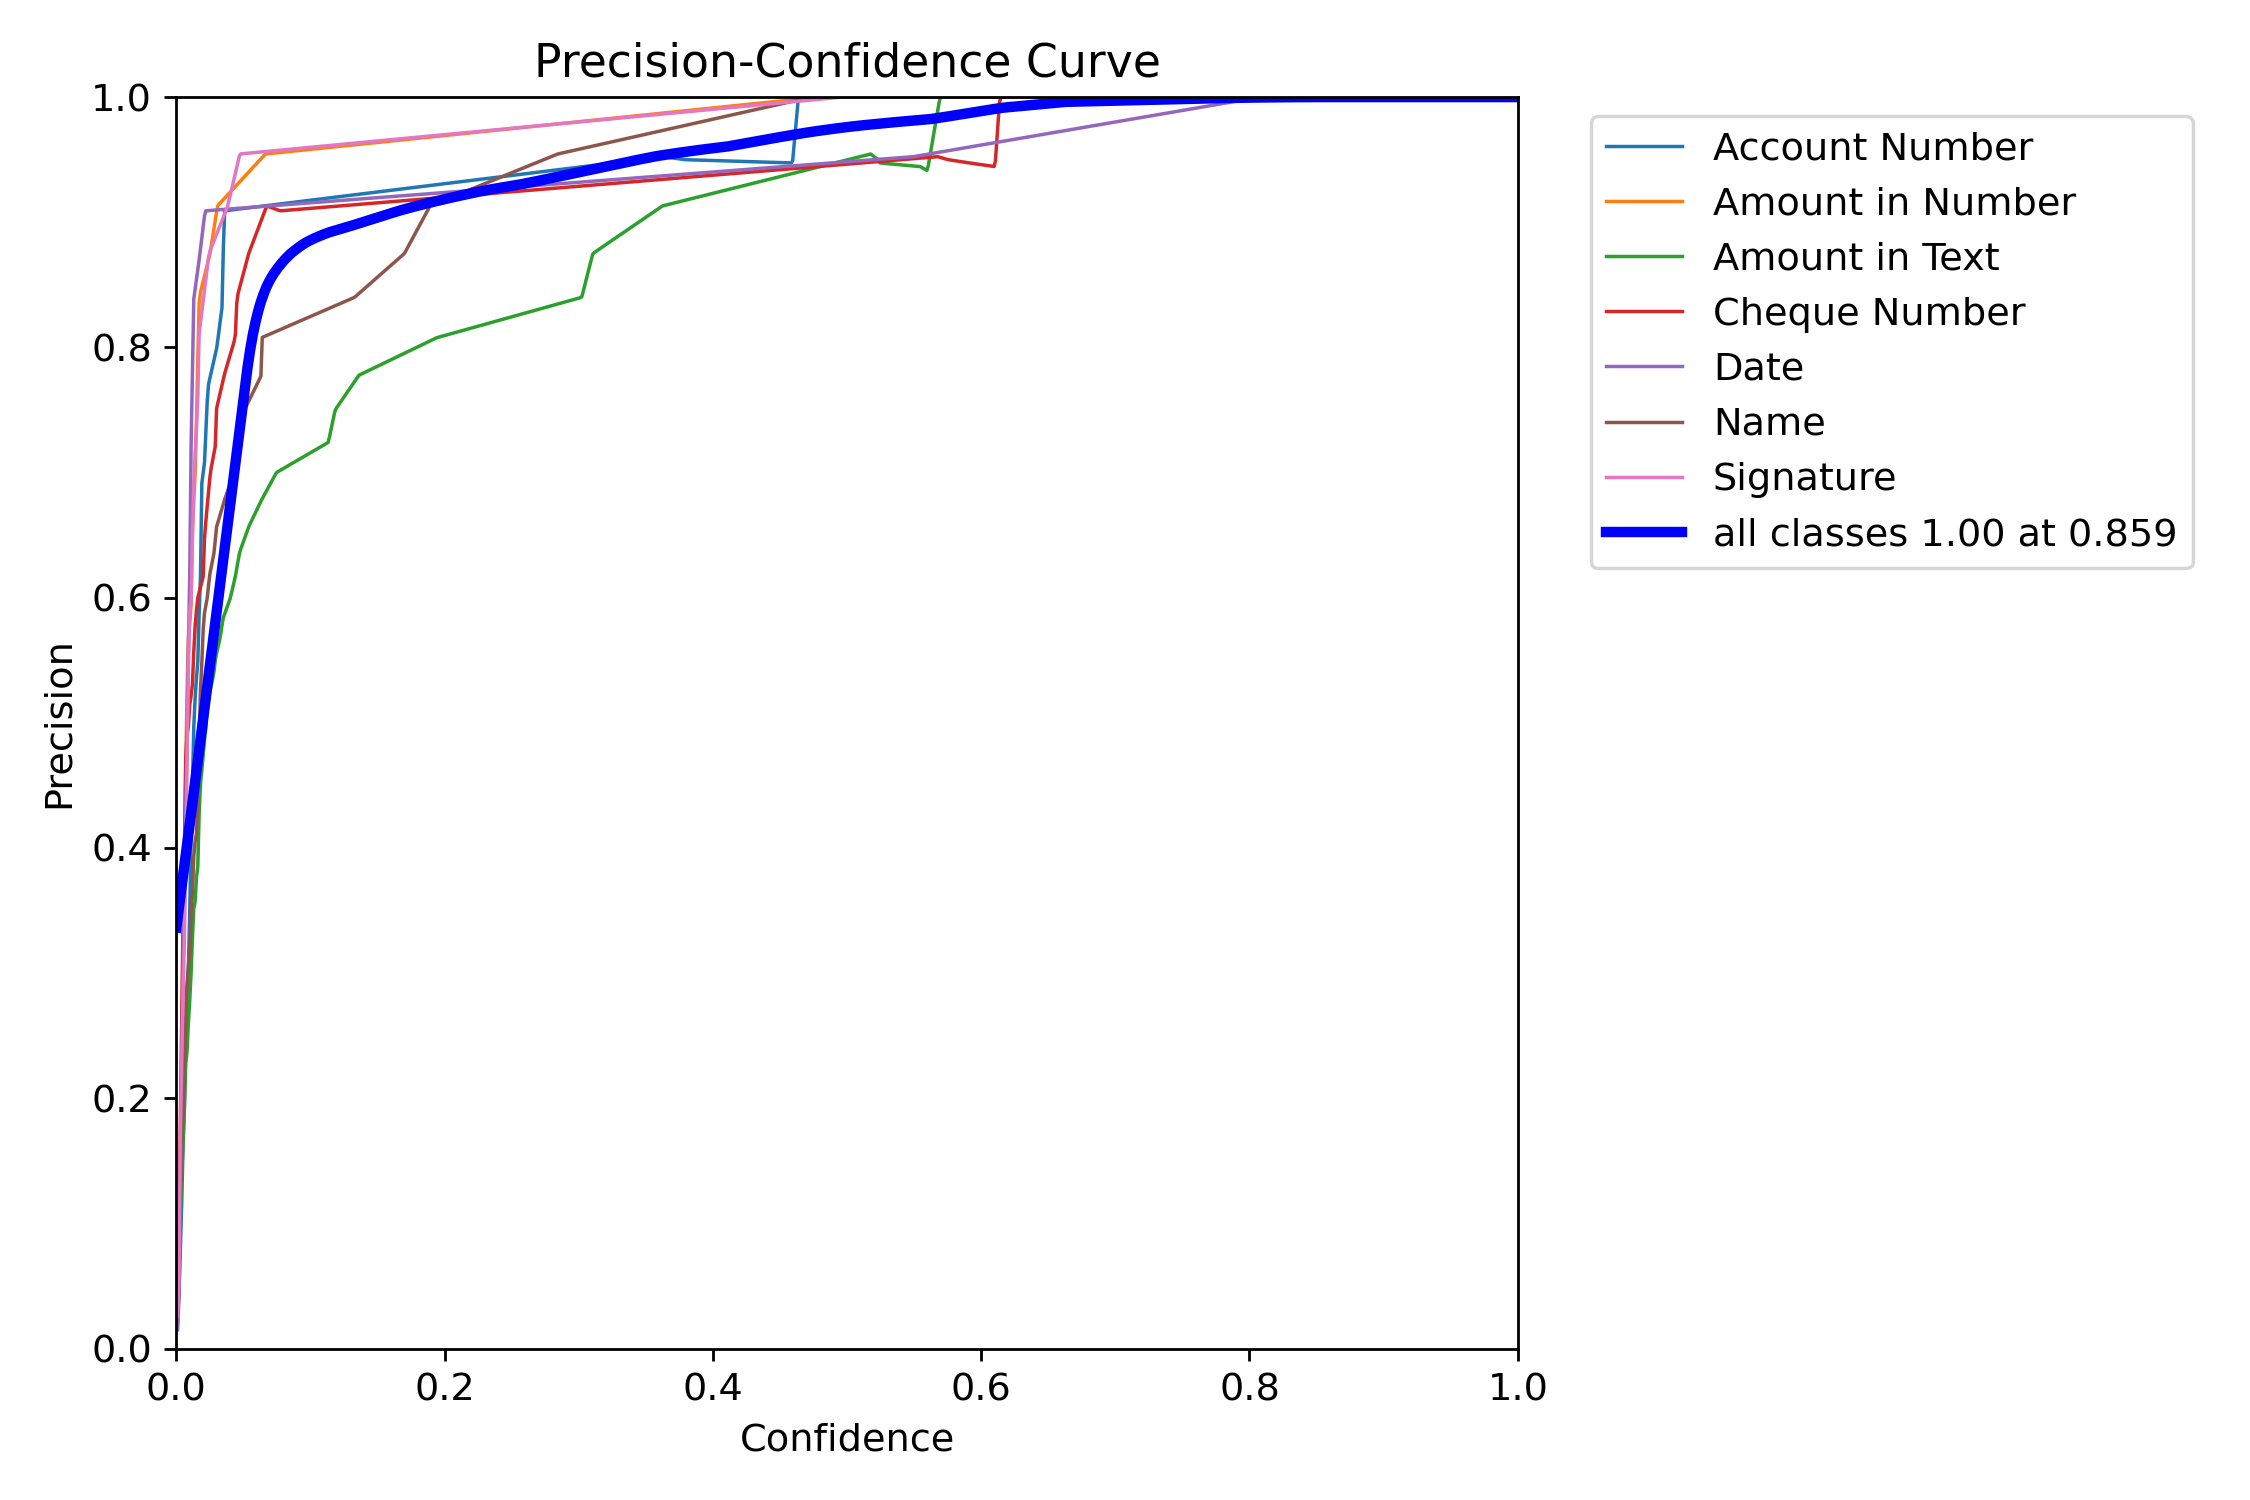 Precision-Confidence Curve
1.0
0.8
0.6
0.4
0.2
0.0
Precision
0.0 0.2 0.4 0.6 0.8 1.0
Confidence
Account Number
Amount in Number
Amount in Text
Cheque Number
Date
Name
Signature
all classes 1.00 at 0.859